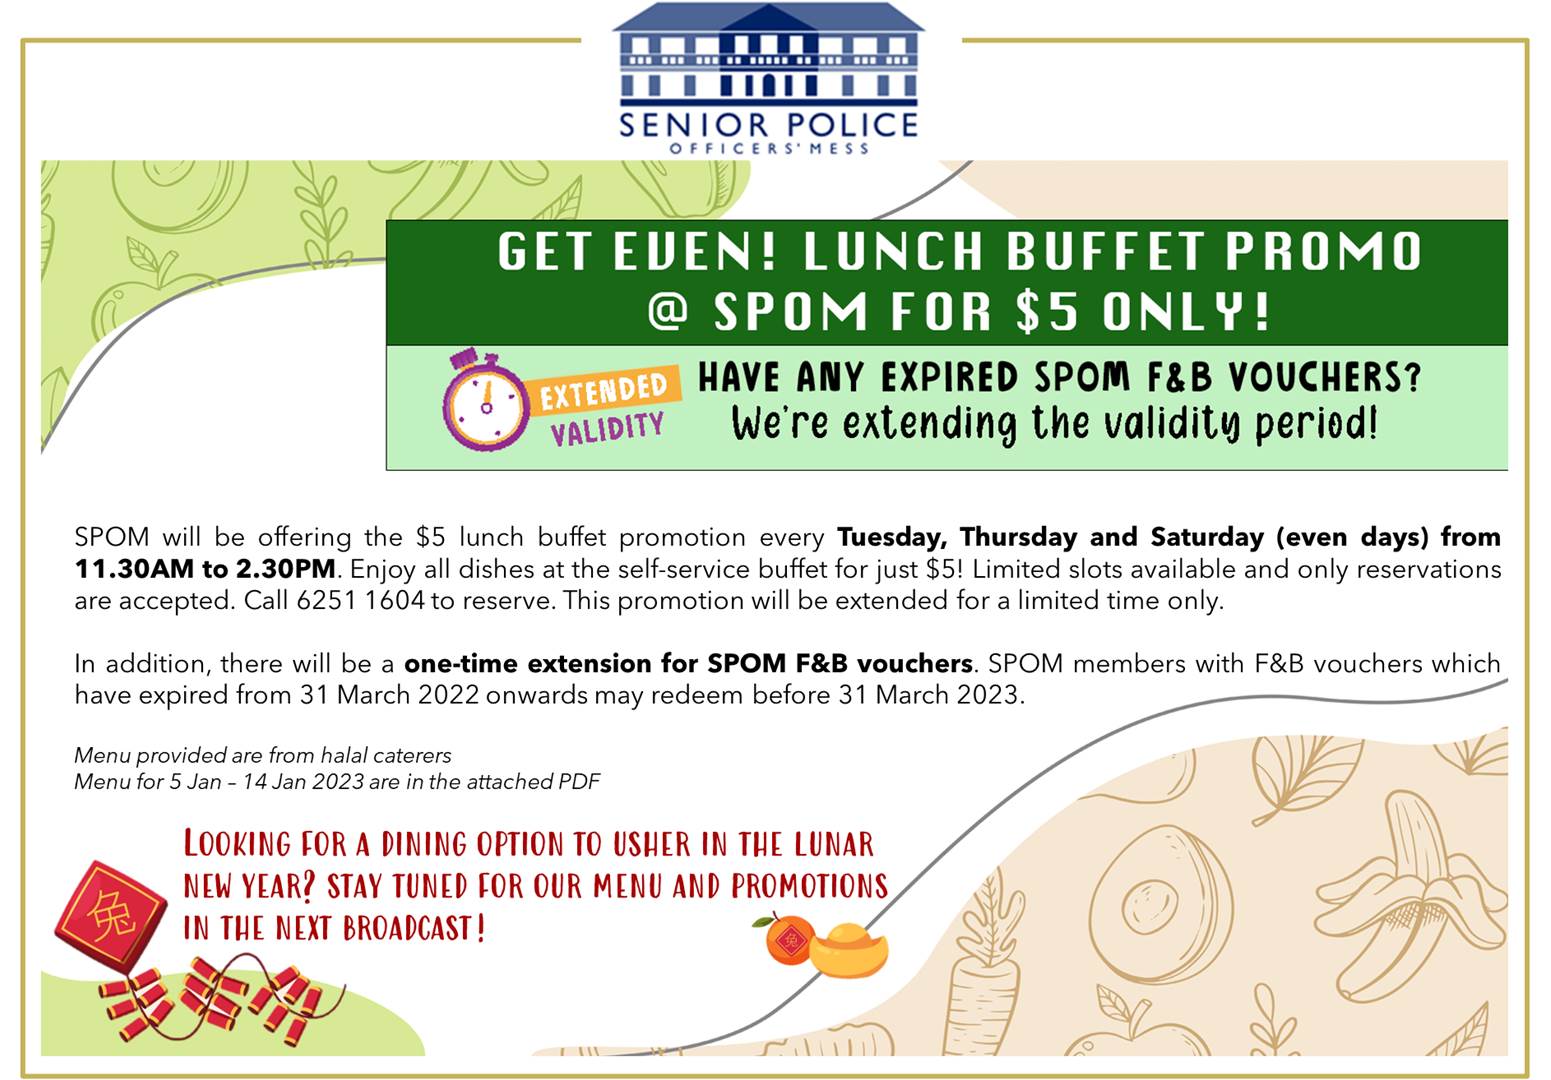 SENIOR POLICE
OFFICERS' MESS
GET EVEN! LUNCH BUFFET PROMO
@ SPOM FOR $5 ONLY!
EXTENDED
VALIDITY
HAVE ANY EXPIRED SPOM F&B VOUCHERS?
We're extending the validity period!
SPOM will be offering the $5 lunch buffet promotion every Tuesday, Thursday and Saturday (even days) from
11.30AM to 2.30PM. Enjoy all dishes at the self-service buffet for just $5! Limited slots available and only reservations
are accepted. Call 6251 1604 to reserve. This promotion will be extended for a limited time only.
In addition, there will be a one-time extension for SPOM F&B vouchers. SPOM members with F&B vouchers which
have expired from 31 March 2022 onwards may redeem before 31 March 2023.
Menu provided are from halal caterers
Menu for 5 Jan – 14 Jan 2023 are in the attached PDF
LOOKING FOR A DINING OPTION TO USHER IN THE LUNAR
NEW YEAR? STAY TUNED FOR OUR MENU AND PROMOTIONS
IN THE NEXT BROADCAST!
兔
兔